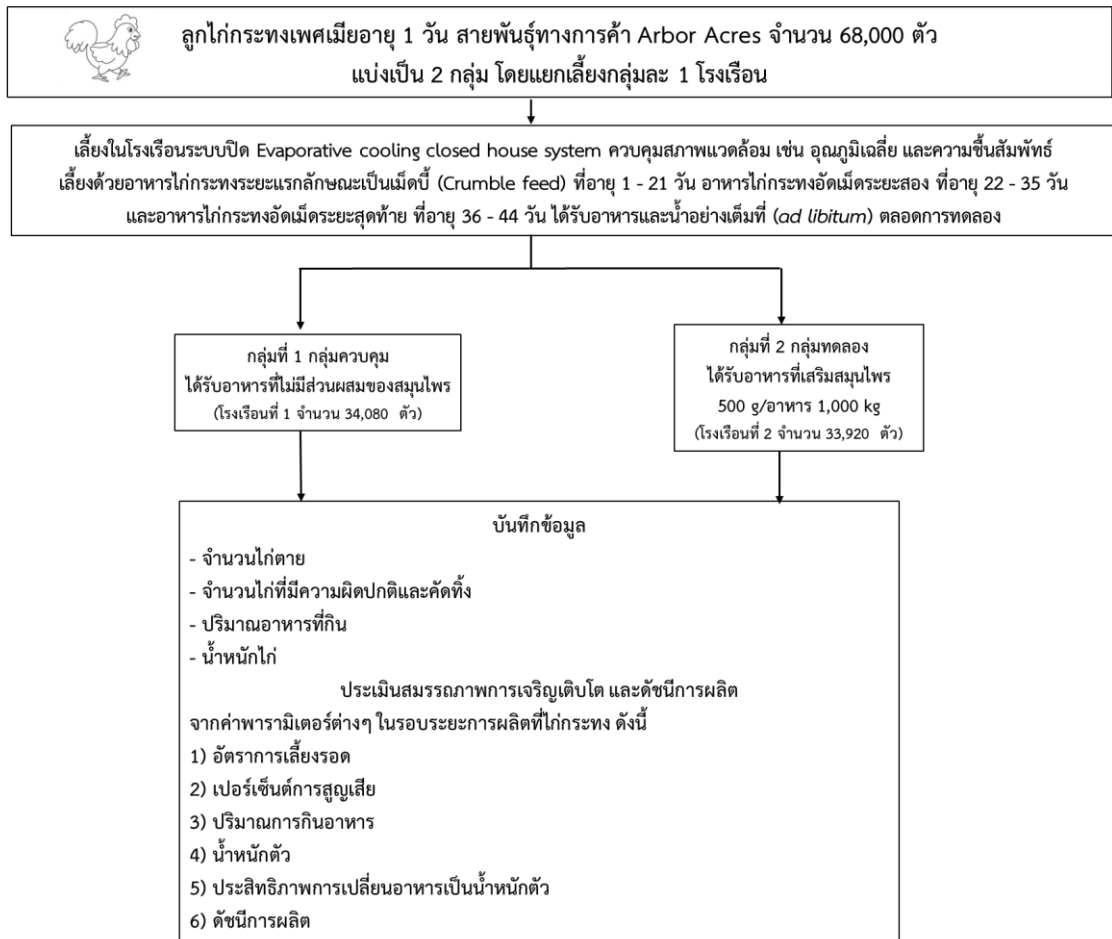 ลูกไก่กระทงเพศเมียอายุ 1 วัน สายพันธุ์ทางการค้า Arbor Acres จำนวน 68,000 ตัว
แบ่งเป็น 2 กลุ่ม โดยแยกเลี้ยงกลุ่มละ 1 โรงเรือน
เลี้ยงในโรงเรือนระบบปิด Evaporative cooling closed house system ควบคุมสภาพแวดล้อม เช่น อุณภูมิเฉลี่ย และความชื้นสัมพัทธ์
เลี้ยงด้วยอาหารไก่กระทงระยะแรกลักษณะเป็นเม็ดบี้ (Crumble feed) ที่อายุ 1 - 21 วัน อาหารไก่กระทงอัดเม็ดระยะสอง ที่อายุ 22 - 35 วัน
และอาหารไก่กระทงอัดเม็ดระยะสุดท้าย ที่อายุ 36 - 44 วัน ได้รับอาหารและน้ำอย่างเต็มที่ (ad libitum) ตลอดการทดลอง
กลุ่มที่ 1 กลุ่มควบคุม
ได้รับอาหารที่ไม่มีส่วนผสมของสมุนไพร
(โรงเรือนที่ 1 จำนวน 34,080 ตัว)
กลุ่มที่ 2 กลุ่มทดลอง
ได้รับอาหารที่เสริมสมุนไพร
500 g/อาหาร 1,000 kg
(โรงเรือนที่ 2 จำนวน 33,920 ตัว)
บันทึกข้อมูล
- จำนวนไก่ตาย
- จำนวนไก่ที่มีความผิดปกติและคัดทิ้ง
- ปริมาณอาหารที่กิน
- น้ำหนักไก่
ประเมินสมรรถภาพการเจริญเติบโต และดัชนีการผลิต
จากค่าพารามิเตอร์ต่างๆ ในรอบระยะการผลิตที่ไก่กระทง ดังนี้
1) อัตราการเลี้ยงรอด
2) เปอร์เซ็นต์การสูญเสีย
3) ปริมาณการกินอาหาร
4) น้ำหนักตัว
5) ประสิทธิภาพการเปลี่ยนอาหารเป็นน้ำหนักตัว
6) ดัชนีการผลิต